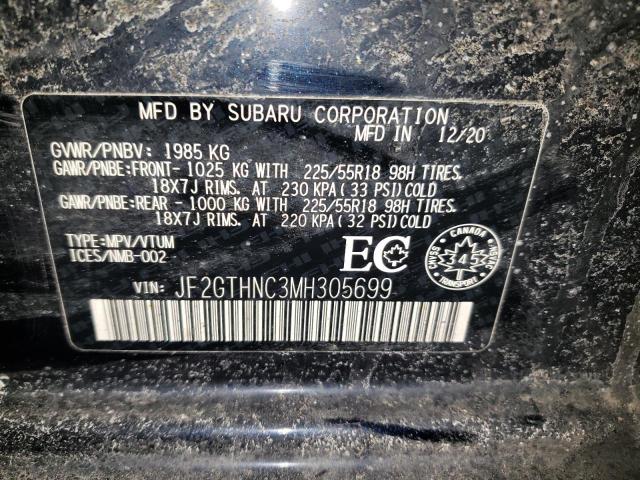 MFD BY SUBARU CORPORATION
MFD IN 12/20
GVWR/PNBV: 1985 KG
GAWR/PNBE:FRONT- 1025 KG WITH 225/55R18 98H TIRES.
18X7J RIMS. AT 230 KPA( 33 PSI)COLD
GAWR/PNBE:REAR - 1000 KG WITH 225/55R18 98H TIRES.
18X7J RIMS. AT 220 KPA( 32 PSI)COLD
TYPE:MPV/VTUM
ICES/NMB-002
EC
CANADA
345
TRANSPORT
VIN: JF2GTHNC3MH305699